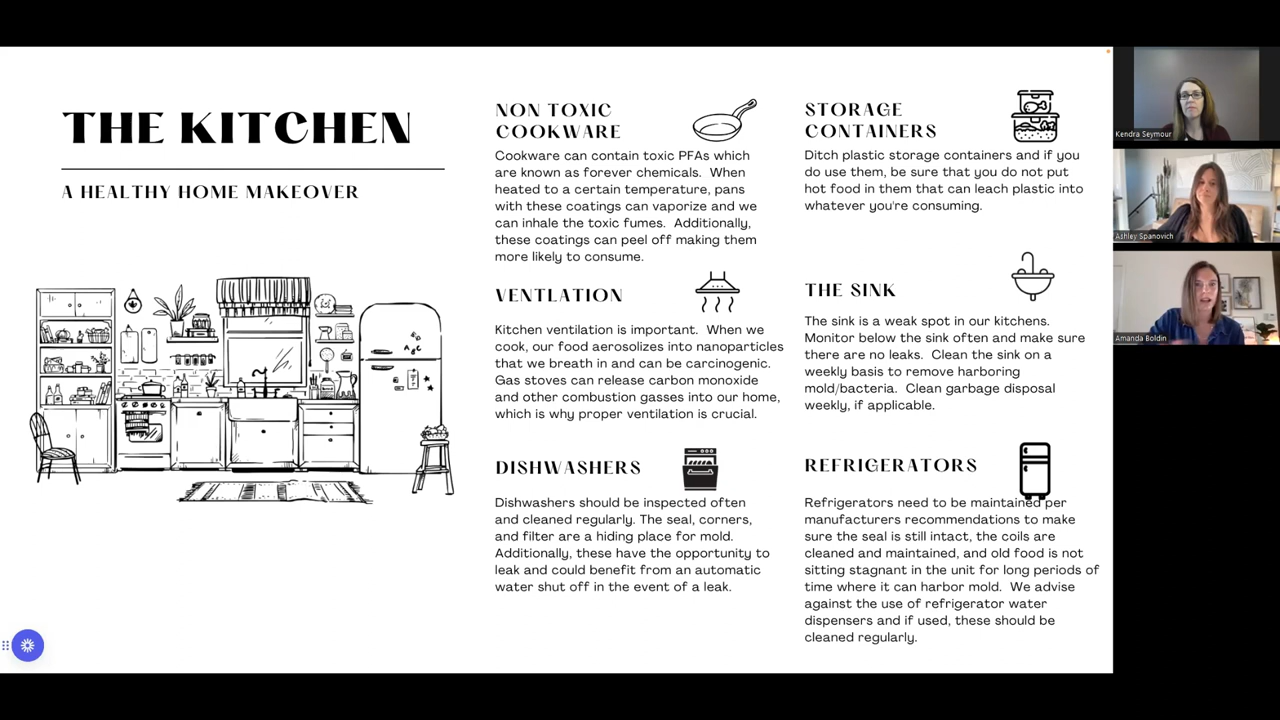 THE KITCHEN
A HEALTHY HOME MAKEOVER
NON TOXIC
COOKWARE
Cookware can contain toxic PFAs which
are known as forever chemicals.  When
heated to a certain temperature, pans
with these coatings can vaporize and we
can inhale the toxic fumes.  Additionally,
these coatings can peel off making them
more likely to consume.
VENTLATION
Kitchen ventilation is important.  When we
cook, our food aerosolizes into nanoparticles
that we breath in and can be carcinogenic.
Gas stoves can release carbon monoxide
and other combustion gasses into our home,
which is why proper ventilation is crucial.
DISHWASHERS
Dishwashers should be inspected often
and cleaned regularly. The seal, corners,
and filter are a hiding place for mold.
Additionally, these have the opportunity to
leak and could benefit from an automatic
water shut off in the event of a leak.
STORAGE
CONTAINERS
Ditch plastic storage containers and if you
do use them, be sure that you do not put
hot food in them that can leach plastic into
whatever you're consuming.
THE SINK
The sink is a weak spot in our kitchens.
Monitor below the sink often and make sure
there are no leaks.  Clean the sink on a
weekly basis to remove harboring
mold/bacteria.  Clean garbage disposal
weekly, if applicable.
REFRIGERATORS
Refrigerators need to be maintained per
manufacturers recommendations to make
sure the seal is still intact, the coils are
cleaned and maintained, and old food is not
sitting stagnant in the unit for long periods of
time where it can harbor mold.  We advise
against the use of refrigerator water
dispensers and if used, these should be
cleaned regularly.
Kendra Seymour
Ashley Spanovich
Amanda Boldin